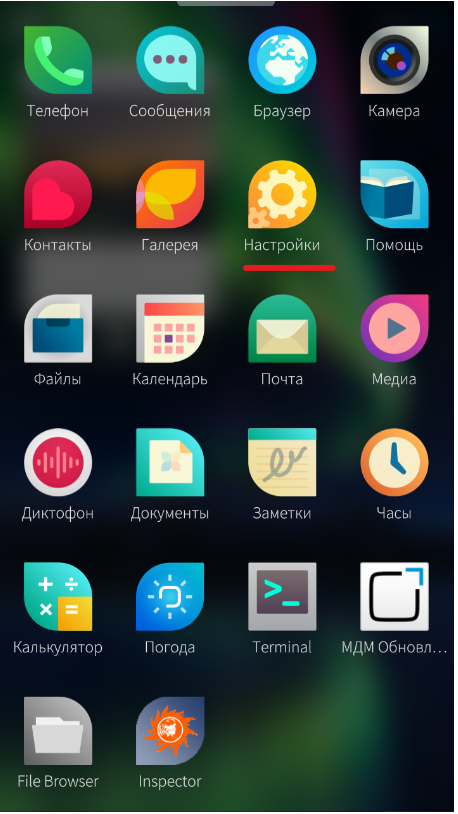 Телефон
Сообщения
Браузер
Камера
Контакты
Галерея
Настройки
Помощь
Файлы
Календарь
Почта
Медиа
Диктофон
Документы
Заметки
Часы
Калькулятор
Погода
Terminal
МДМ Обновл...
File Browser
Inspector